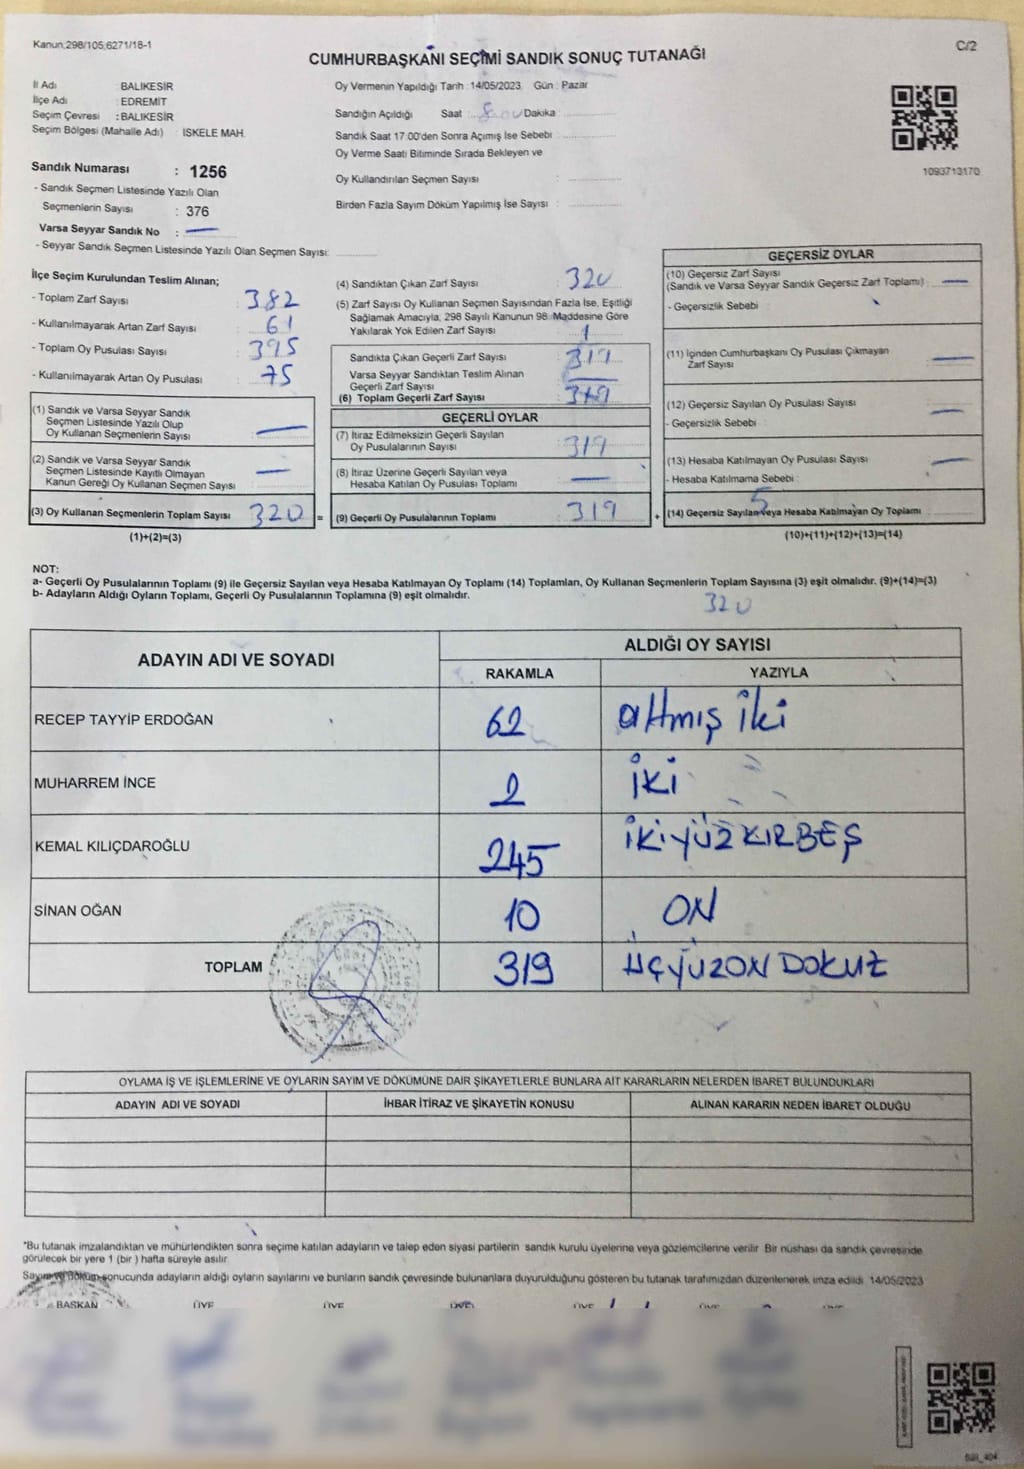 Kanun;298/105;6271/18-1
C/2
CUMHURBAŞKANI SEÇİMİ SANDIK SONUÇ TUTANAĞI
İl Adı : BALIKESİR
İlçe Adı : EDREMİT
Seçim Çevresi : BALIKESİR
Seçim Bölgesi (Mahalle Adı) : İSKELE MAH.
Oy Vermenin Yapıldığı Tarih : 14/05/2023 Gün : Pazar
Sandığın Açıldığı Saat : 8 Dakika :
Sandık Saat 17:00'den Sonra Açımış İse Sebebi :
Oy Verme Saati Bitiminde Sırada Bekleyen ve
Oy Kullandırılan Seçmen Sayısı :
Birden Fazla Sayım Döküm Yapılmış İse Sayısı :
1093713170
Sandık Numarası : 1256
- Sandık Seçmen Listesinde Yazılı Olan
Seçmenlerin Sayısı : 376
Varsa Seyyar Sandık No : —
- Seyyar Sandık Seçmen Listesinde Yazılı Olan Seçmen Sayısı:
İlçe Seçim Kurulundan Teslim Alınan;
- Toplam Zarf Sayısı : 382
- Kullanılmayarak Artan Zarf Sayısı : 61
- Toplam Oy Pusulası Sayısı : 395
- Kullanılmayarak Artan Oy Pusulası : 75
(1) Sandık ve Varsa Seyyar Sandık
Seçmen Listesinde Yazılı Olup
Oy Kullanan Seçmenlerin Sayısı : —
(2) Sandık ve Varsa Seyyar Sandık
Seçmen Listesinde Kayıtlı Olmayan
Kanun Gereği Oy Kullanan Seçmen Sayısı : —
(3) Oy Kullanan Seçmenlerin Toplam Sayısı 320 =
(1)+(2)=(3)
(4) Sandıktan Çıkan Zarf Sayısı : 320
(5) Zarf Sayısı Oy Kullanan Seçmen Sayısından Fazla İse, Eşitliği
Sağlamak Amacıyla, 298 Sayılı Kanunun 98. Maddesine Göre
Yakılarak Yok Edilen Zarf Sayısı : 1
Sandıkta Çıkan Geçerli Zarf Sayısı : 319
Varsa Seyyar Sandıktan Teslim Alınan
Geçerli Zarf Sayısı : —
(6) Toplam Geçerli Zarf Sayısı : 319
GEÇERLİ OYLAR
(7) İtiraz Edilmeksizin Geçerli Sayılan
Oy Pusulalarının Sayısı : 319
(8) İtiraz Üzerine Geçerli Sayılan veya
Hesaba Katılan Oy Pusulası Toplamı : —
(9) Geçerli Oy Pusulalarının Toplamı : 319 +
GEÇERSİZ OYLAR
(10) Geçersiz Zarf Sayısı
(Sandık ve Varsa Seyyar Sandık Geçersiz Zarf Toplamı) : —
- Geçersizlik Sebebi :
(11) İçinden Cumhurbaşkanı Oy Pusulası Çıkmayan
Zarf Sayısı : —
(12) Geçersiz Sayılan Oy Pusulası Sayısı : —
- Geçersizlik Sebebi :
(13) Hesaba Katılmayan Oy Pusulası Sayısı : —
- Hesaba Katılmama Sebebi :
(14) Geçersiz Sayılan veya Hesaba Katılmayan Oy Toplamı
(10)+(11)+(12)+(13)=(14)
NOT:
a- Geçerli Oy Pusulalarının Toplamı (9) ile Geçersiz Sayılan veya Hesaba Katılmayan Oy Toplamı (14) Toplamları, Oy Kullanan Seçmenlerin Toplam Sayısına (3) eşit olmalıdır. (9)+(14)=(3)
b- Adayların Aldığı Oyların Toplamı, Geçerli Oy Pusulalarının Toplamına (9) eşit olmalıdır.
320
ADAYIN ADI VE SOYADI
ALDIĞI OY SAYISI
RAKAMLA YAZIYLA
RECEP TAYYİP ERDOĞAN 62 altmış iki
MUHARREM İNCE 2 İKİ
KEMAL KILIÇDAROĞLU 245 İKİYÜZKIRBEŞ
SİNAN OĞAN 10 ON
TOPLAM 319 ÜÇYÜZON DOKUZ
OYLAMA İŞ VE İŞLEMLERİNE VE OYLARIN SAYIM VE DÖKÜMÜNE DAİR ŞİKAYETLERLE BUNLARA AİT KARARLARIN NELERDEN İBARET BULUNDUKLARI
ADAYIN ADI VE SOYADI İHBAR İTİRAZ VE ŞİKAYETİN KONUSU ALINAN KARARIN NEDEN İBARET OLDUĞU
*Bu tutanak imzalandıktan ve mühürlendikten sonra seçime katılan adayların ve talep eden siyasi partilerin sandık kurulu üyelerine veya gözlemcilerine verilir. Bir nüshası da sandık çevresinde
görülecek bir yere 1 (bir ) hafta süreyle asılır.
Sayım ve döküm sonucunda adayların aldığı oyların sayılarını ve bunların sandık çevresinde bulunanlara duyurulduğunu gösteren bu tutanak tarafımızdan düzenlenerek imza edildi. 14/05/2023
BAŞKAN ÜYE ÜYE ÜYE ÜYE ÜYE